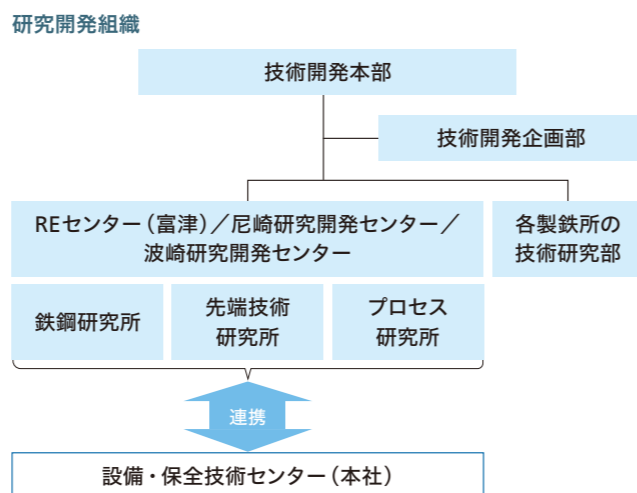 研究開発組織
技術開発本部
技術開発企画部
REセンター(富津)/尼崎研究開発センター/
波崎研究開発センター
各製鉄所の
技術研究部
鉄鋼研究所
先端技術
研究所
プロセス
研究所
連携
設備・保全技術センター(本社)